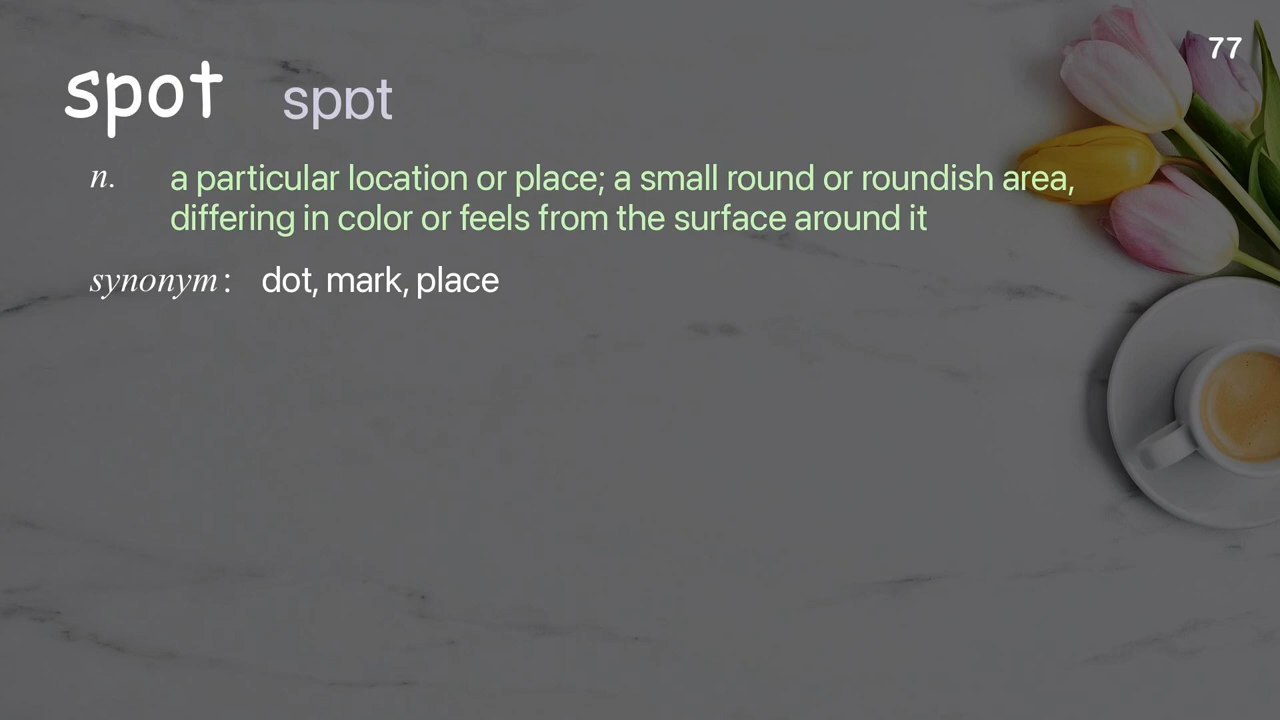 77
spot spɒt
n. a particular location or place; a small round or roundish area,
differing in color or feels from the surface around it
synonym: dot, mark, place